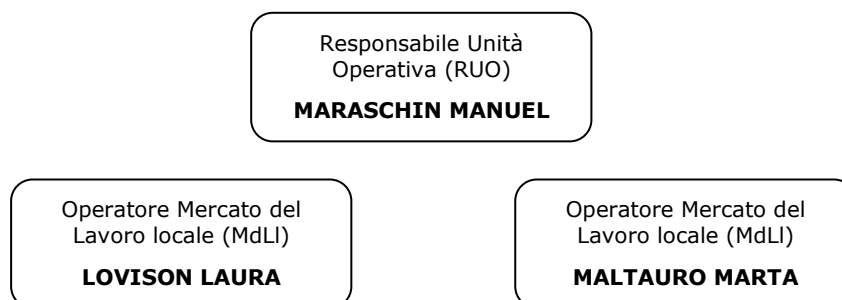 Responsabile Unità
Operativa (RUO)
MARASCHIN MANUEL
Operatore Mercato del
Lavoro locale (MdLl)
LOVISON LAURA
Operatore Mercato del
Lavoro locale (MdLl)
MALTAURO MARTA